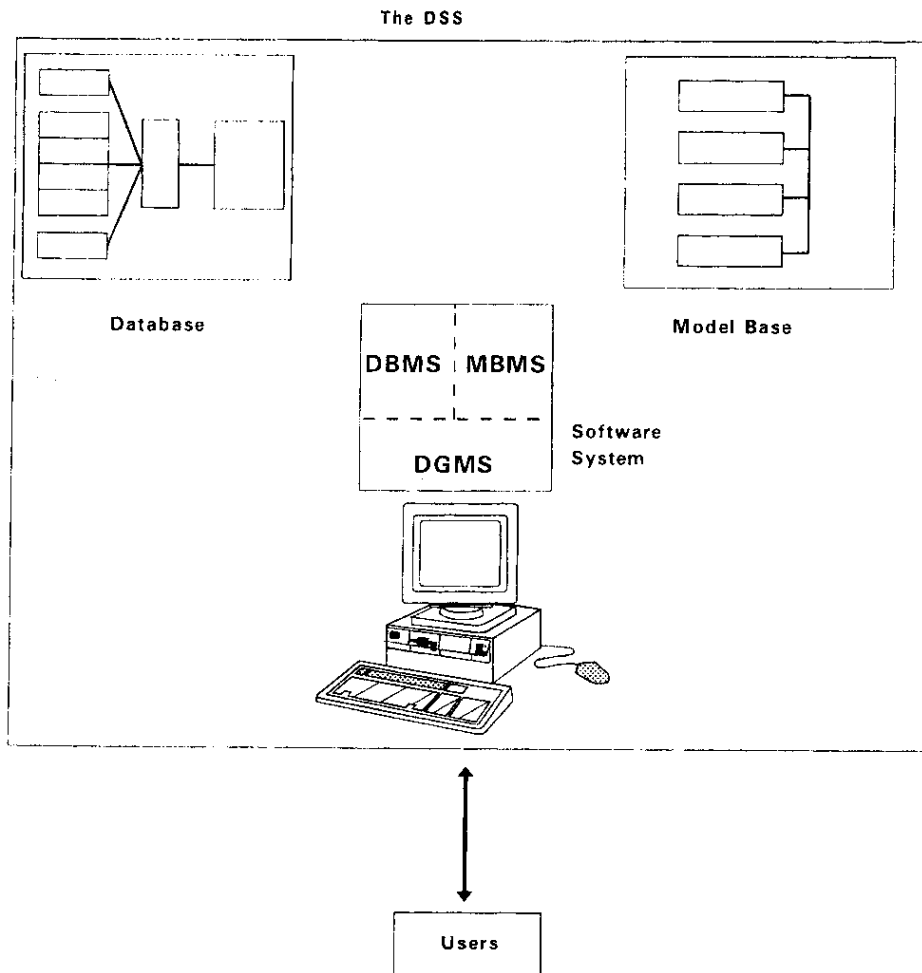 The DSS
Database
Model Base
DBMS
MBMS
DGMS
Software
System
Users